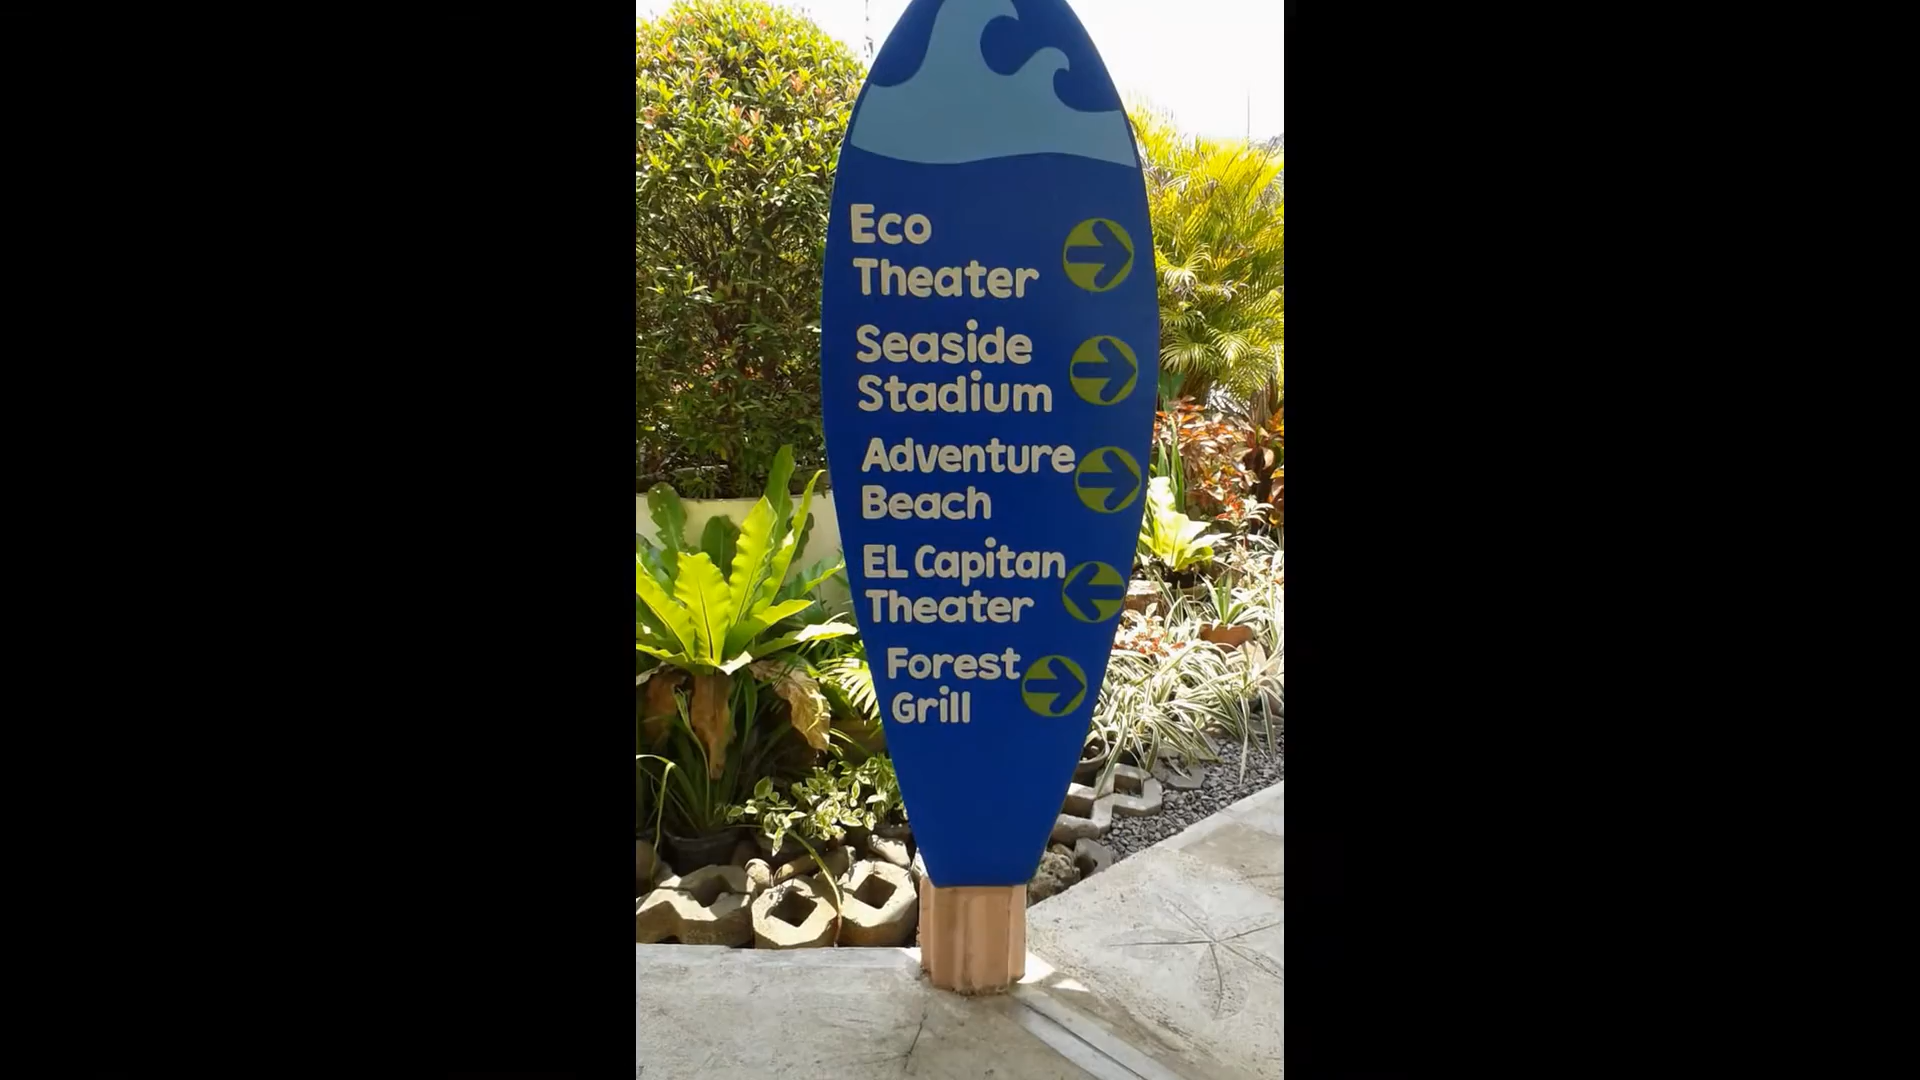 Eco
Theater
Seaside
Stadium
Adventure
Beach
EL Capitan
Theater
Forest
Grill